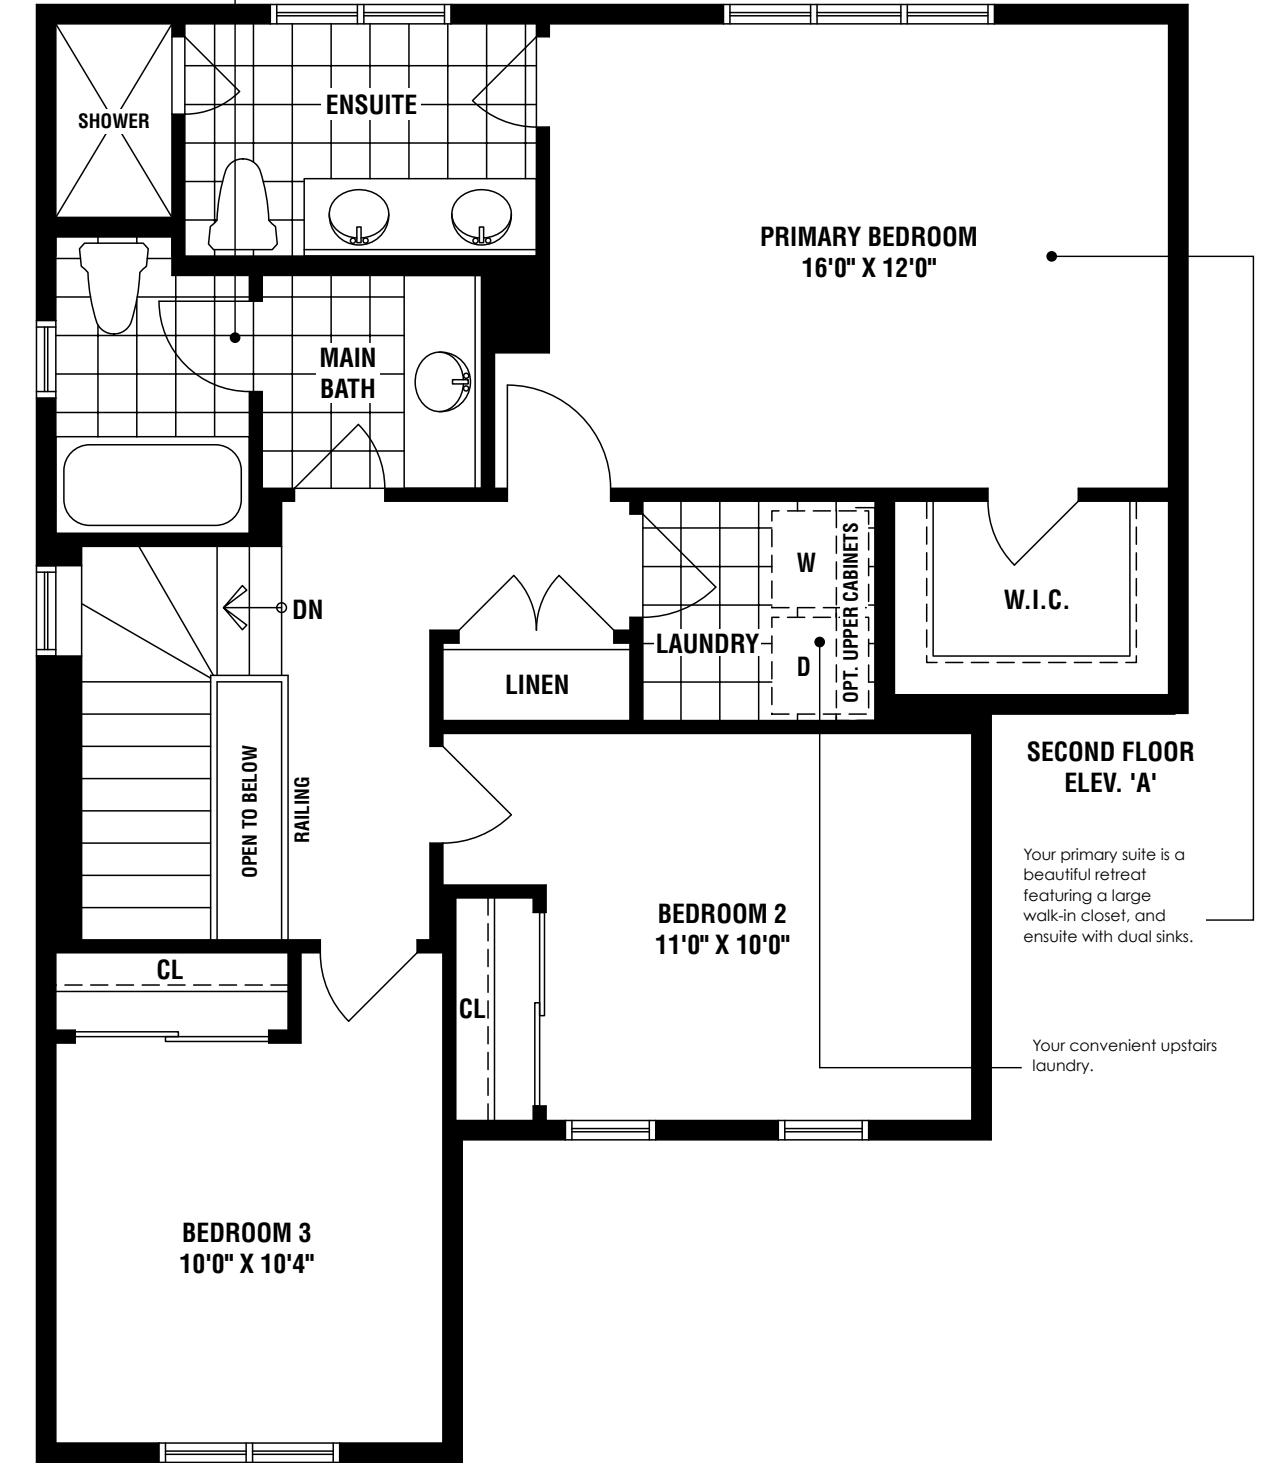 SHOWER
ENSUITE
PRIMARY BEDROOM
16'0" X 12'0"
MAIN
BATH
DN
W
D
OPT. UPPER CABINETS
LAUNDRY
W.I.C.
LINEN
OPEN TO BELOW
RAILING
SECOND FLOOR
ELEV. 'A'
Your primary suite is a
beautiful retreat
featuring a large
walk-in closet, and
ensuite with dual sinks.
BEDROOM 2
11'0" X 10'0"
CL
CL
Your convenient upstairs
laundry.
BEDROOM 3
10'0" X 10'4"